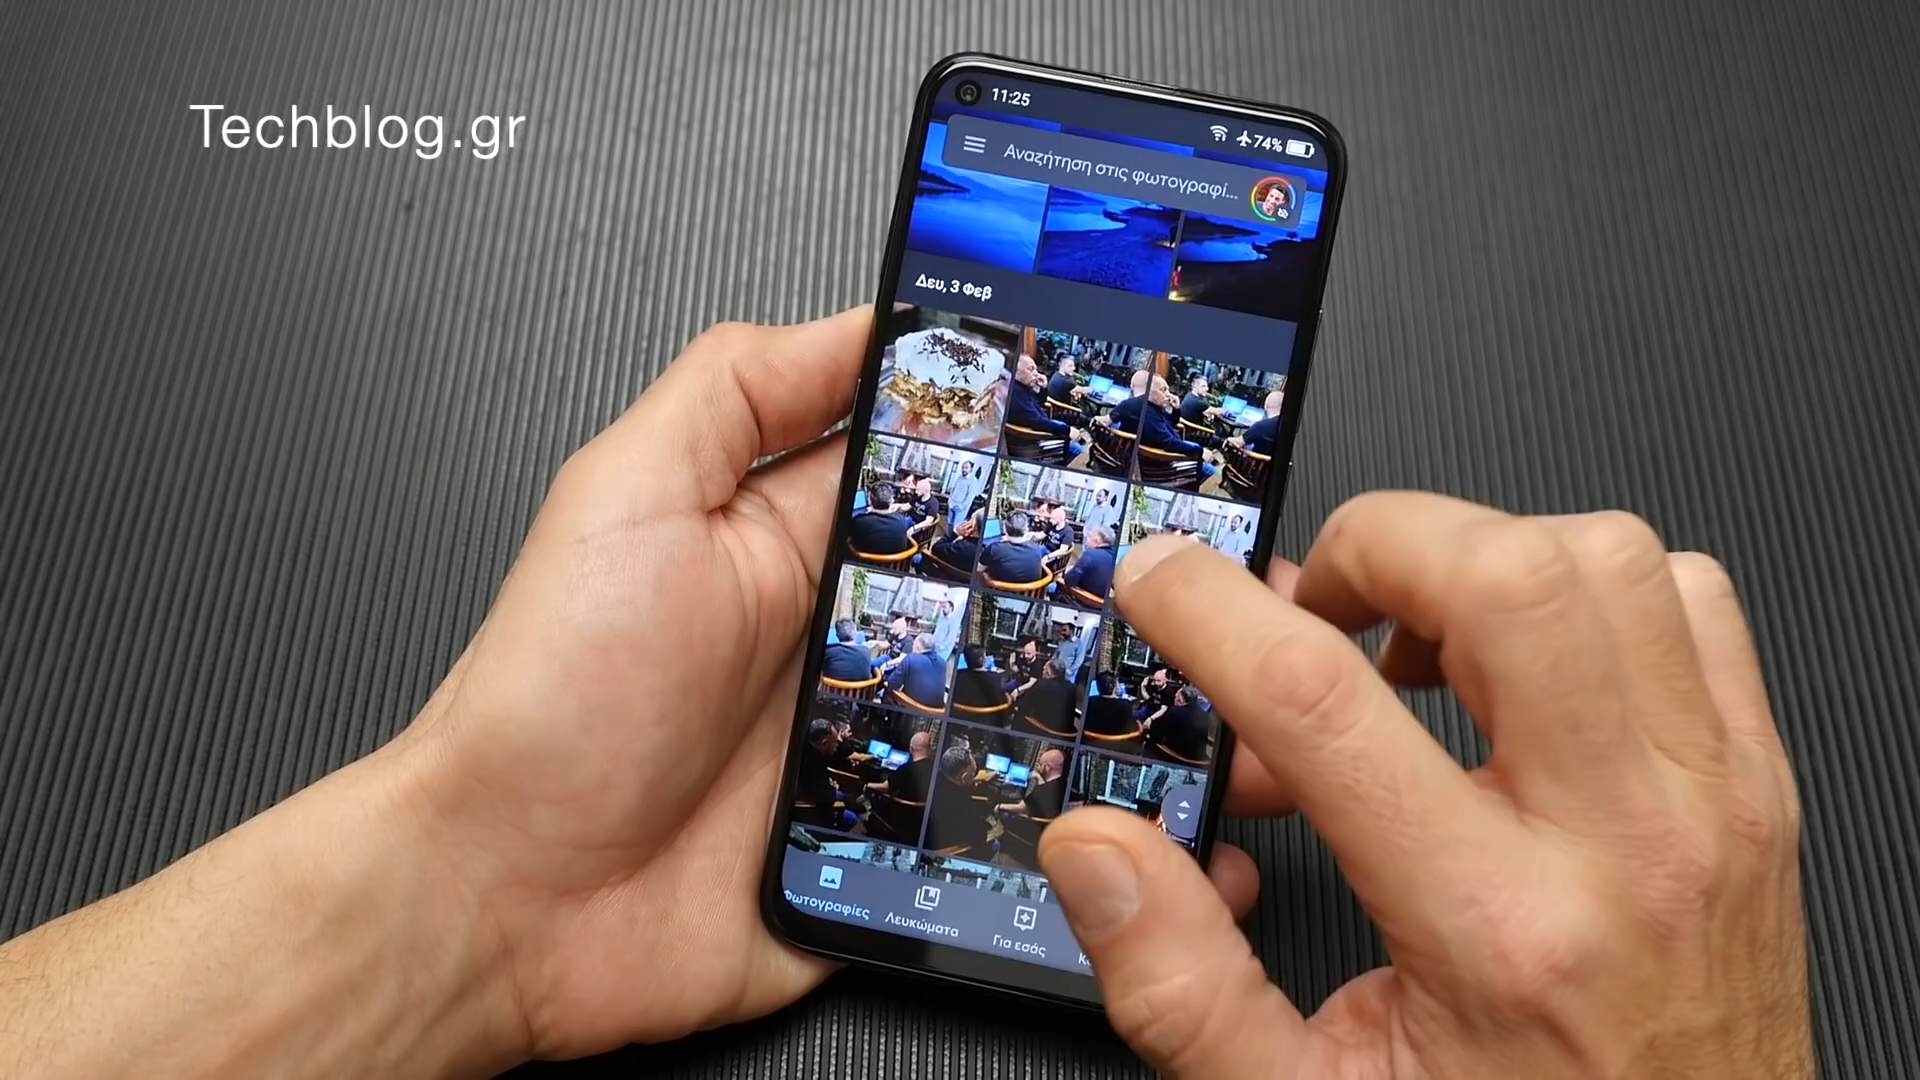 Techblog.gr
11:25
74%
Αναζήτηση στις φωτογραφί...
Δευ, 3 Φεβ
Φωτογραφίες
Λευκώματα
Για εσάς